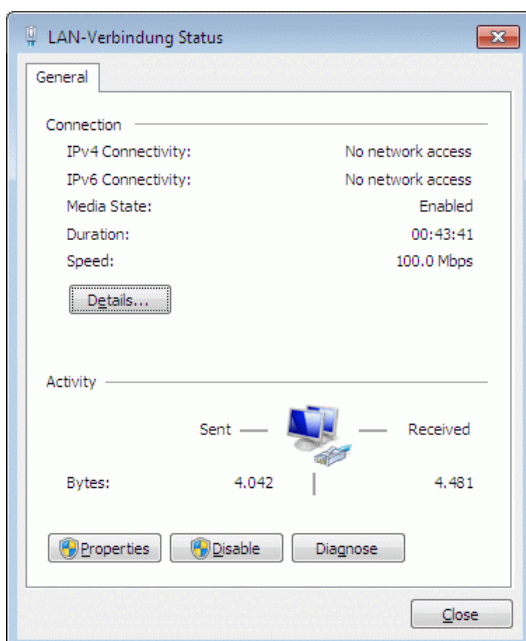 LAN-Verbindung Status
General
Connection
IPv4 Connectivity: No network access
IPv6 Connectivity: No network access
Media State: Enabled
Duration: 00:43:41
Speed: 100.0 Mbps
Details...
Activity
Sent Received
Bytes: 4.042 4.481
Properties Disable Diagnose
Close